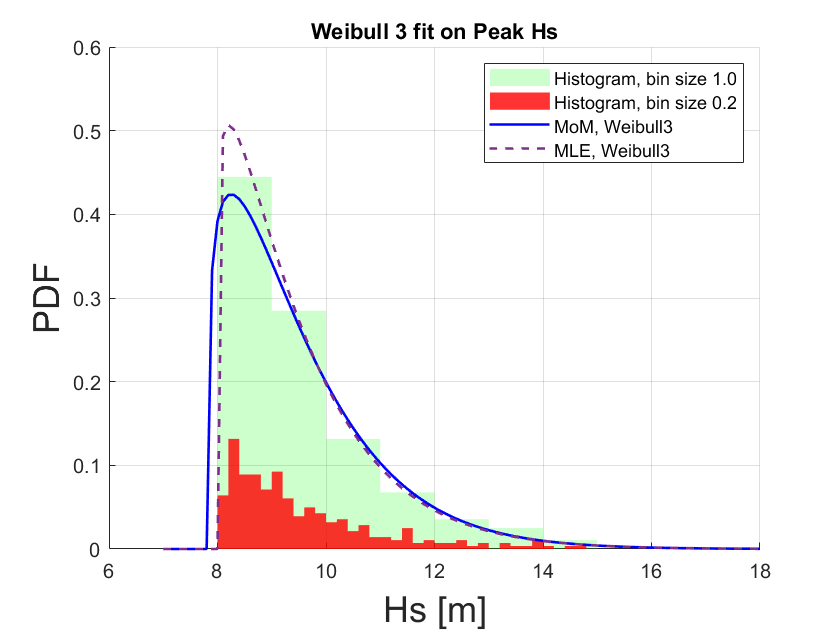 Weibull 3 fit on Peak Hs
0.6
0.5
0.4
0.3
0.2
0.1
0
PDF
Histogram, bin size 1.0
Histogram, bin size 0.2
MoM, Weibull3
MLE, Weibull3
6 8 10 12 14 16 18
Hs [m]